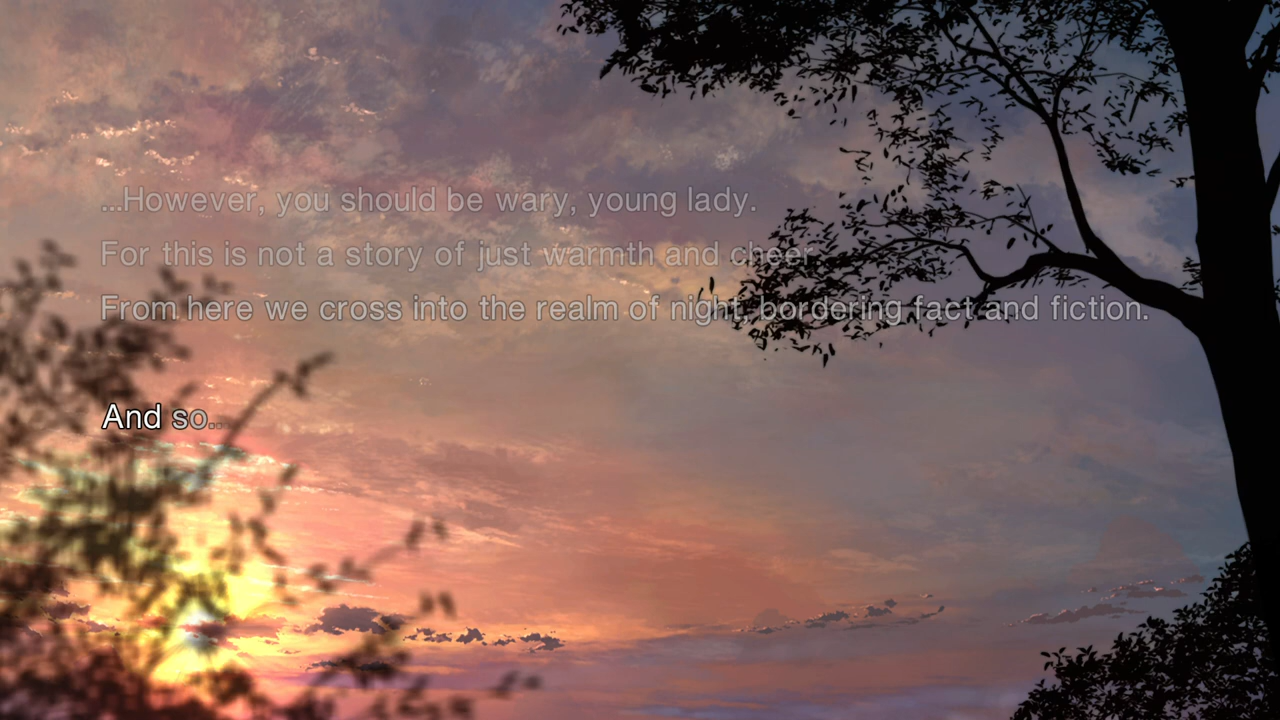 ...However, you should be wary, young lady.
For this is not a story of just warmth and cheer.
From here we cross into the realm of night, bordering fact and fiction.
And so...